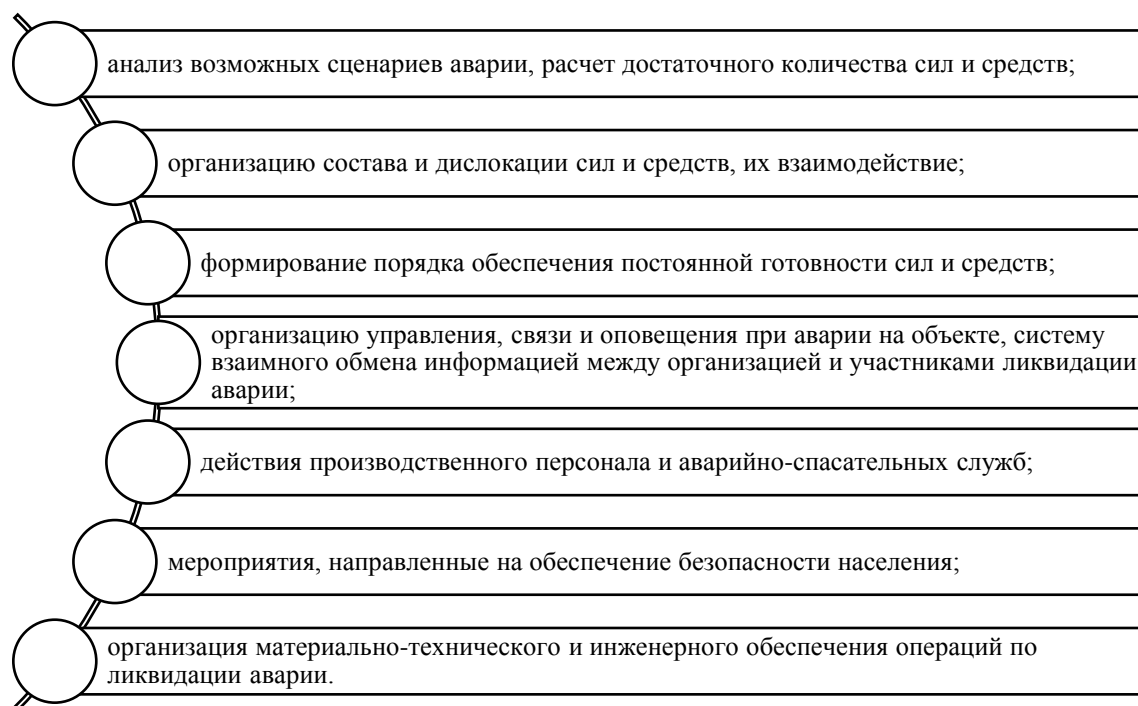 анализ возможных сценариев аварии, расчет достаточного количества сил и средств;
организацию состава и дислокации сил и средств, их взаимодействие;
формирование порядка обеспечения постоянной готовности сил и средств;
организацию управления, связи и оповещения при аварии на объекте, систему
взаимного обмена информацией между организацией и участниками ликвидации
аварии;
действия производственного персонала и аварийно-спасательных служб;
мероприятия, направленные на обеспечение безопасности населения;
организация материально-технического и инженерного обеспечения операций по
ликвидации аварии.